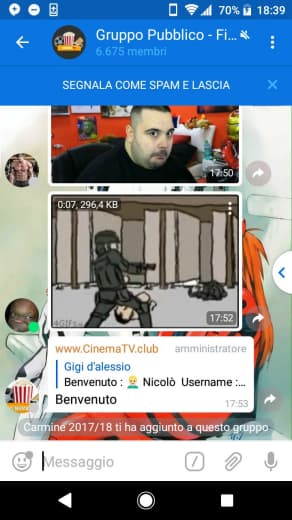 70% 18:39
Gruppo Pubblico - Fi...
6.675 membri
SEGNALA COME SPAM E LASCIA
17:50
0:07, 296,4 KB
4GIFs
17:52
www.CinemaTV.club amministratore
Gigi d'alessio
Benvenuto : 👱🏻‍♂️ Nicolò Username :...
Benvenuto
17:53
Carmine 2017/18 ti ha aggiunto a questo gruppo
Messaggio